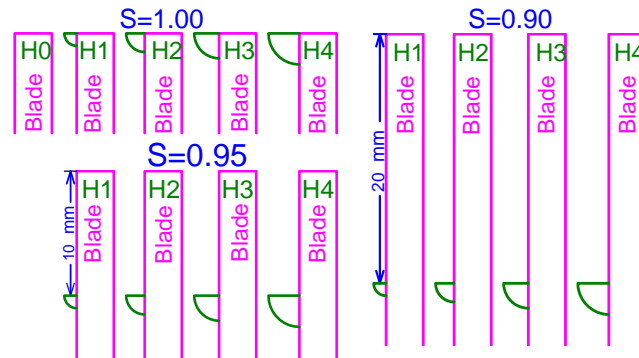 S=1.00
H0 H1 H2 H3 H4
Blade Blade Blade Blade Blade
S=0.95
H1 H2 H3 H4
Blade Blade Blade Blade
10 mm
S=0.90
H1 H2 H3 H4
Blade Blade Blade Blade
20 mm